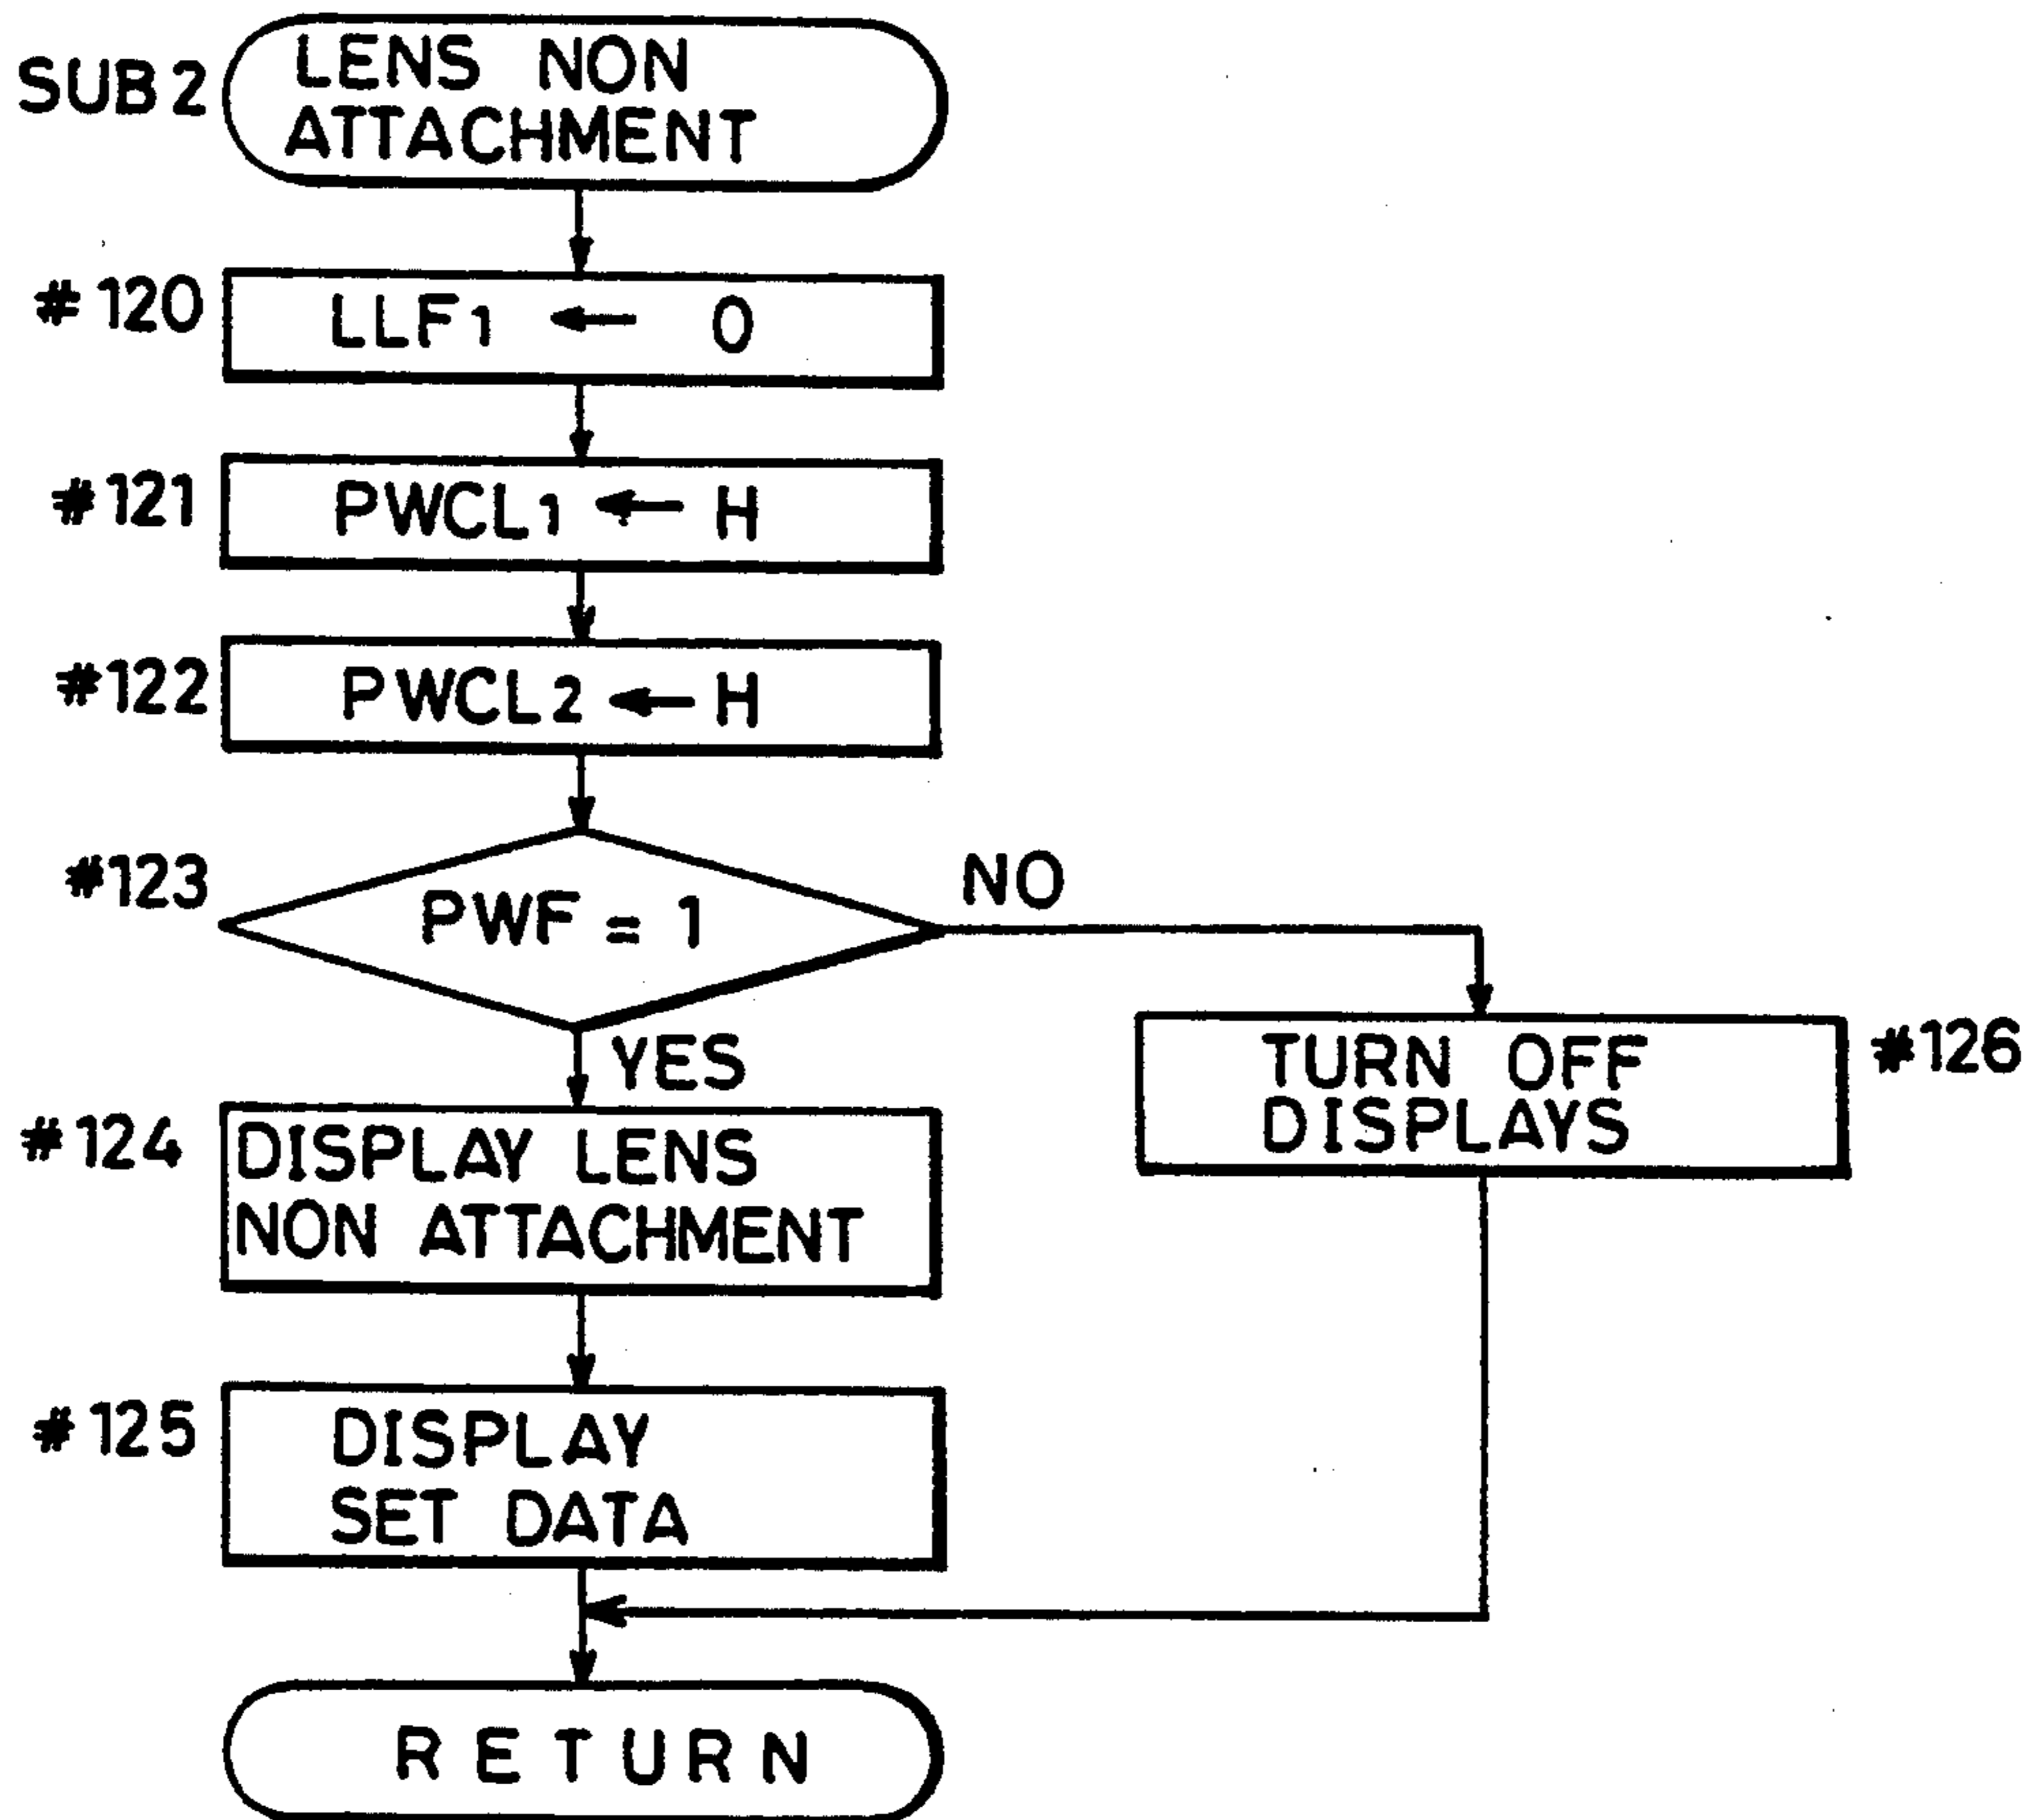 SUB 2
LENS NON
ATTACHMENT
#120
LLF1 ← 0
#121
PWCL1 ← H
#122
PWCL2 ← H
#123
PWF = 1
NO
YES
#124
DISPLAY LENS
NON ATTACHMENT
TURN OFF
DISPLAYS
#126
#125
DISPLAY
SET DATA
RETURN